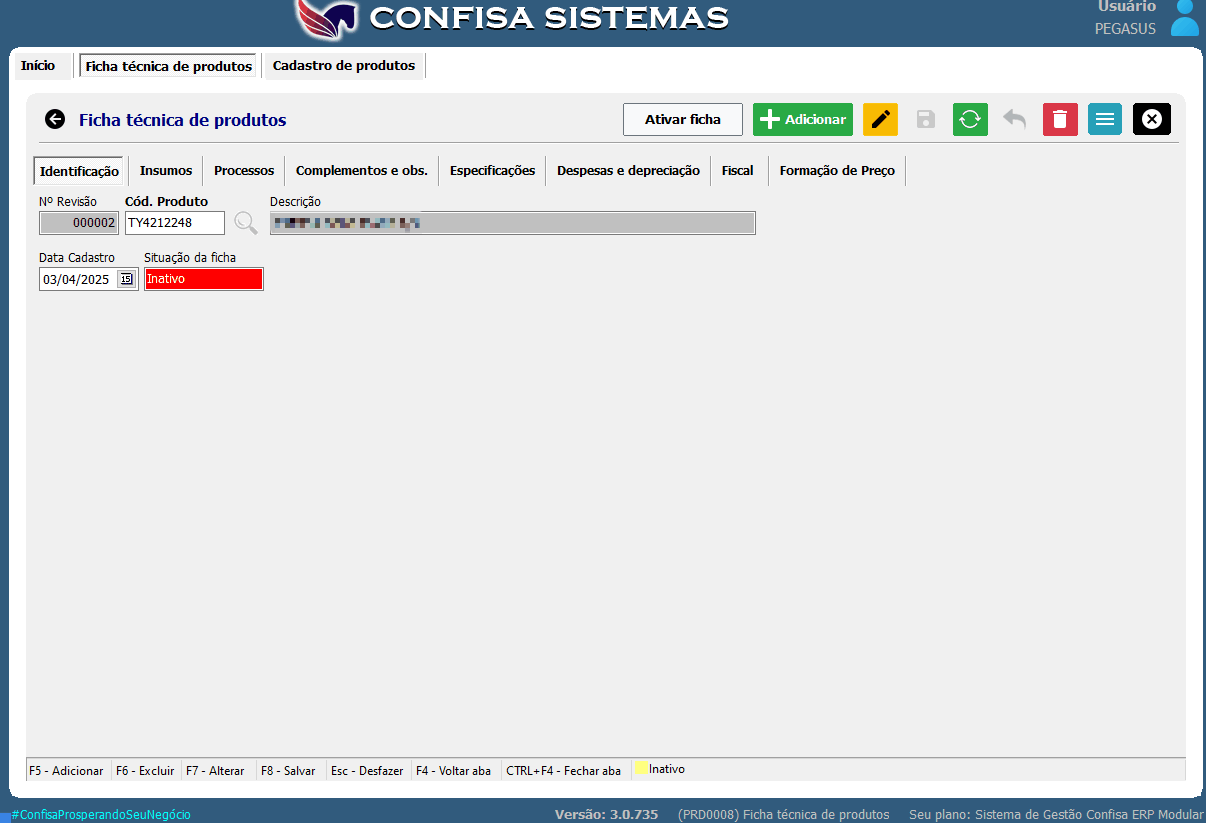 CONFISA SISTEMAS
Usuário
PEGASUS
Início
Ficha técnica de produtos
Cadastro de produtos
Ficha técnica de produtos
Ativar ficha
Adicionar
Identificação
Insumos
Processos
Complementos e obs.
Especificações
Despesas e depreciação
Fiscal
Formação de Preço
Nº Revisão
Cód. Produto
Descrição
000002
TY4212248
Data Cadastro
Situação da ficha
03/04/2025
15
Inativo
F5 - Adicionar
F6 - Excluir
F7 - Alterar
F8 - Salvar
Esc - Desfazer
F4 - Voltar aba
CTRL+F4 - Fechar aba
Inativo
#ConfisaProsperandoSeuNegócio
Versão: 3.0.735
(PRD0008) Ficha técnica de produtos
Seu plano: Sistema de Gestão Confisa ERP Modular